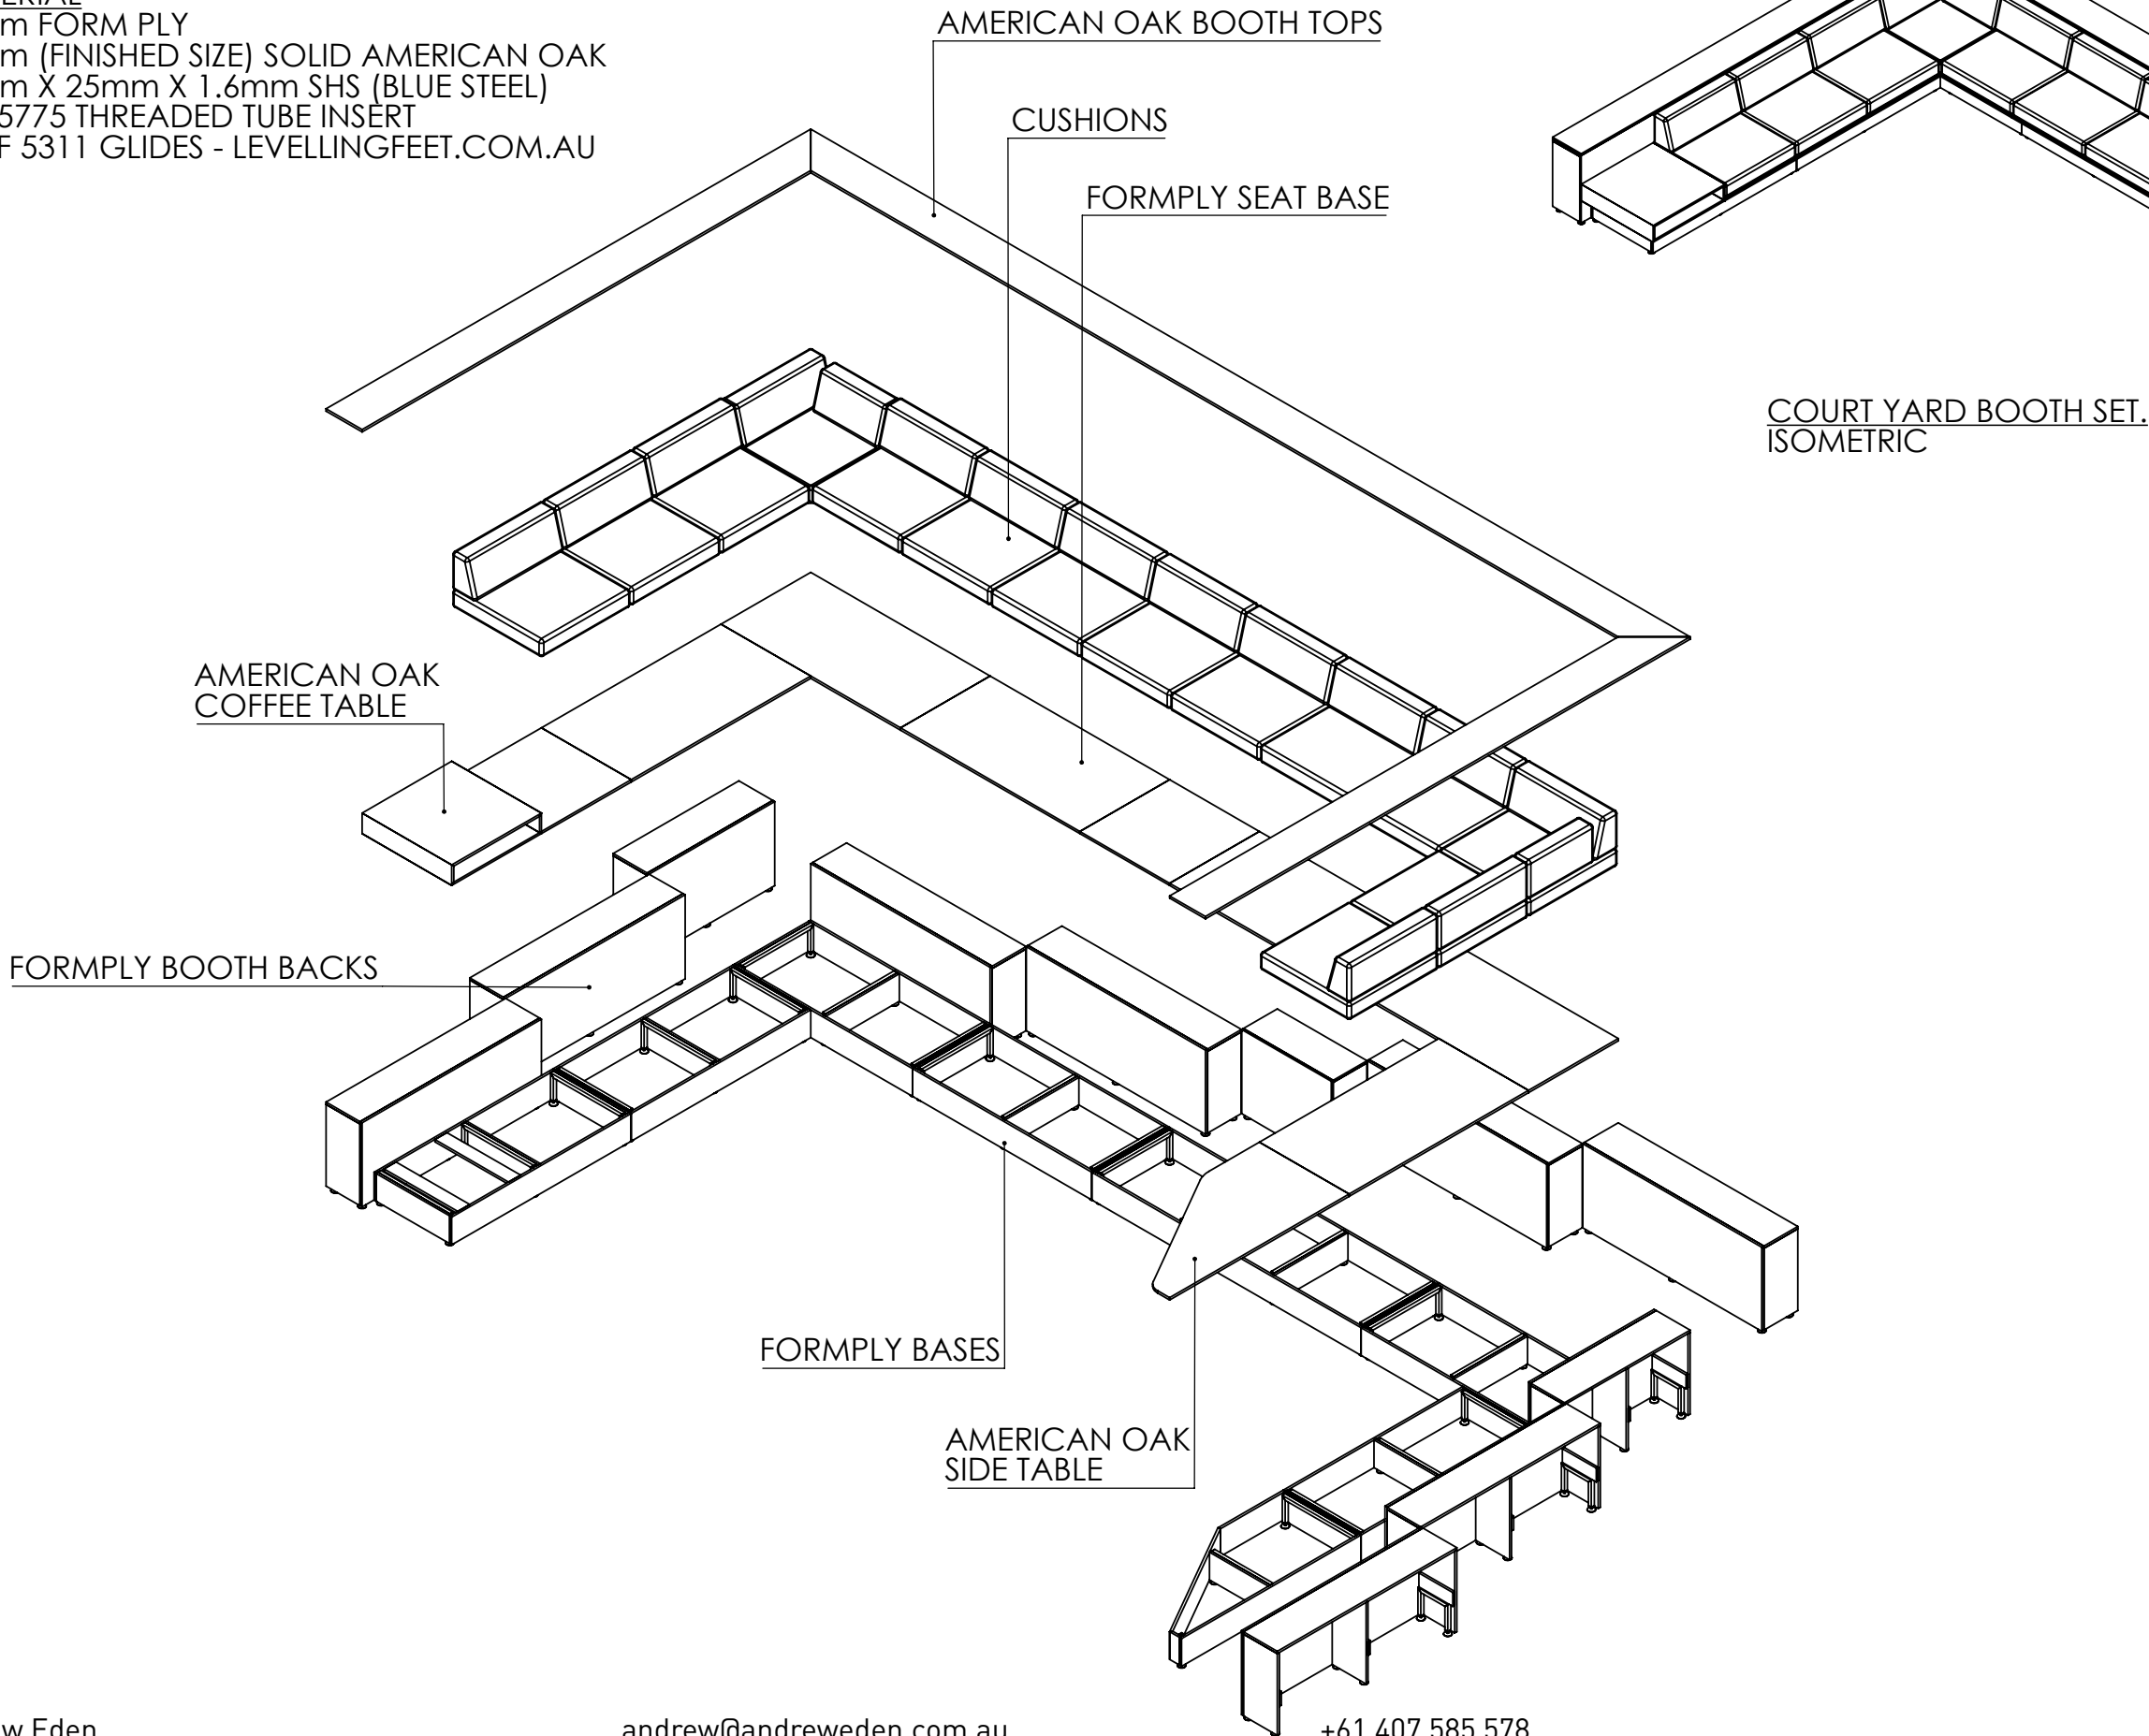 m FORM PLY
m (FINISHED SIZE) SOLID AMERICAN OAK
m X 25mm X 1.6mm SHS (BLUE STEEL)
5775 THREADED TUBE INSERT
5311 GLIDES - LEVELLINGFEET.COM.AU
AMERICAN OAK BOOTH TOPS
CUSHIONS
FORMPLY SEAT BASE
COURT YARD BOOTH SET.
ISOMETRIC
AMERICAN OAK
COFFEE TABLE
FORMPLY BOOTH BACKS
FORMPLY BASES
AMERICAN OAK
SIDE TABLE
w Eden
andrew@andreweden.com.au
+61 407 585 578